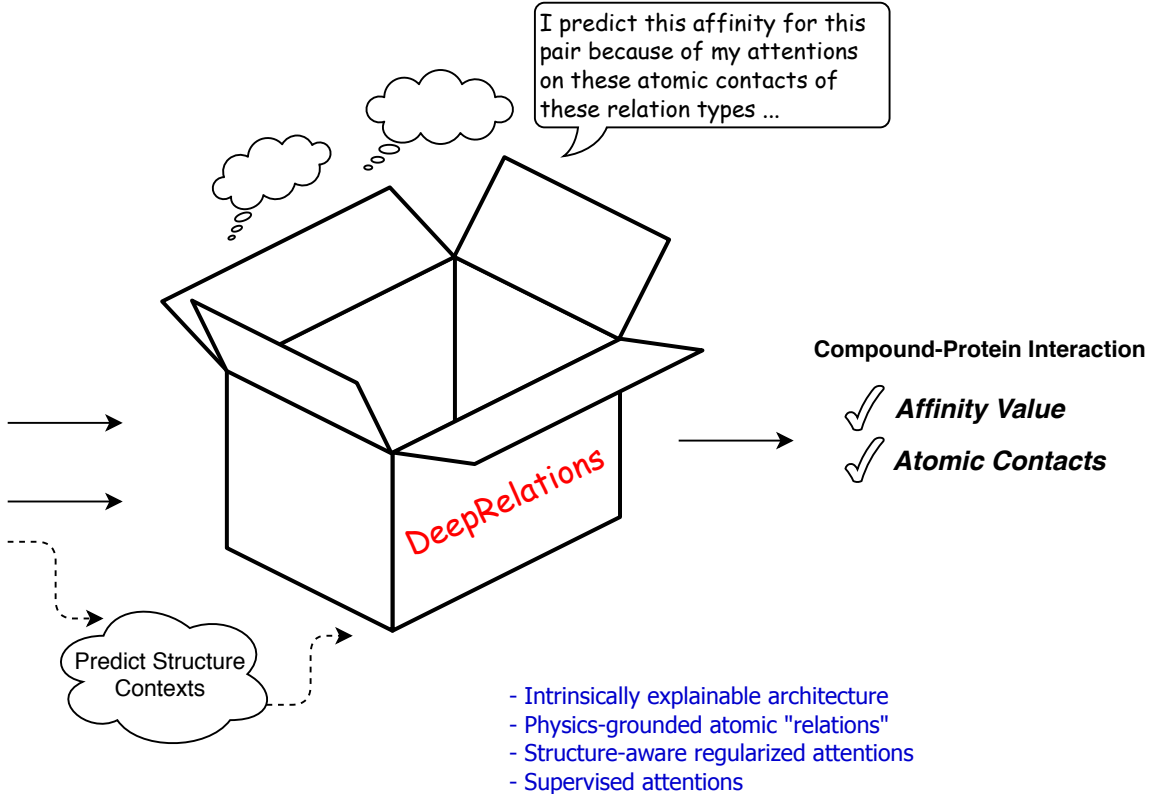 I predict this affinity for this
pair because of my attentions
on these atomic contacts of
these relation types ...
Compound-Protein Interaction
Affinity Value
Atomic Contacts
DeepRelations
Predict Structure
Contexts
- Intrinsically explainable architecture
- Physics-grounded atomic "relations"
- Structure-aware regularized attentions
- Supervised attentions